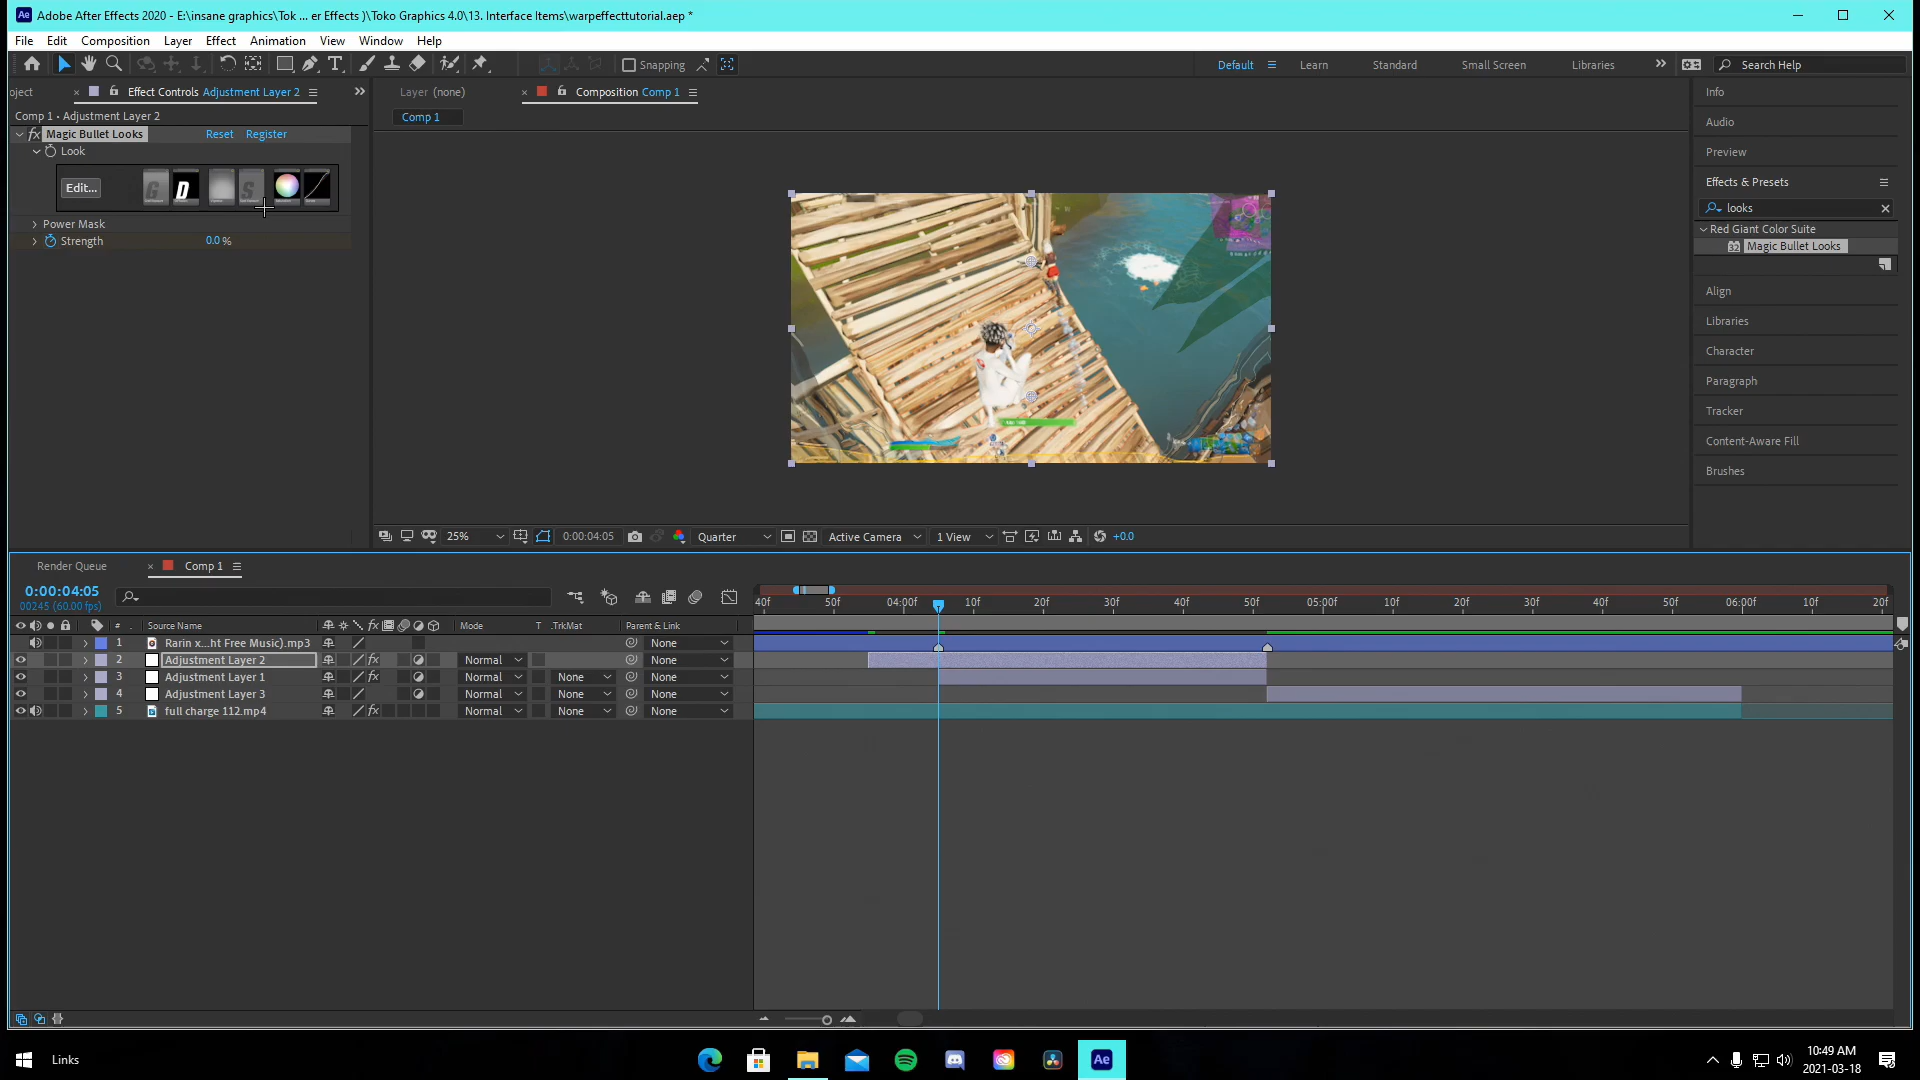 Adobe After Effects 2020 - E:\insane graphics\Tok ... er Effects )\Toko Graphics 4.0\13. Interface Items\warpeffecttutorial.aep *
File Edit Composition Layer Effect Animation View Window Help
Snapping Default Learn Standard Small Screen Libraries Search Help
oject Effect Controls Adjustment Layer 2 Layer (none) Composition Comp 1 Info
Comp 1 • Adjustment Layer 2 Comp 1
Audio
fx Magic Bullet Looks Reset Register
Look Preview
Edit... G D S
Effects & Presets
looks
Power Mask Red Giant Color Suite
Strength 0.0 % Magic Bullet Looks
Align
Libraries
Character
Paragraph
Tracker
Content-Aware Fill
Brushes
25% 0:00:04:05 Quarter Active Camera 1 View +0.0
Render Queue Comp 1
0:00:04:05
00245 (60.00 fps) 40f 50f 04:00f 10f 20f 30f 40f 50f 05:00f 10f 20f 30f 40f 50f 06:00f 10f 20f
# Source Name fx Mode T .TrkMat Parent & Link
1 Rarin x...ht Free Music).mp3 None
2 Adjustment Layer 2 fx Normal None
3 Adjustment Layer 1 fx Normal None None
4 Adjustment Layer 3 Normal None None
5 full charge 112.mp4 fx Normal None None
Links Ae 10:49 AM
2021-03-18